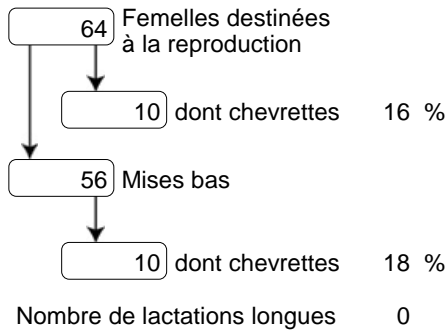 64 Femelles destinées
à la reproduction
10 dont chevrettes 16 %
56 Mises bas
10 dont chevrettes 18 %
Nombre de lactations longues 0